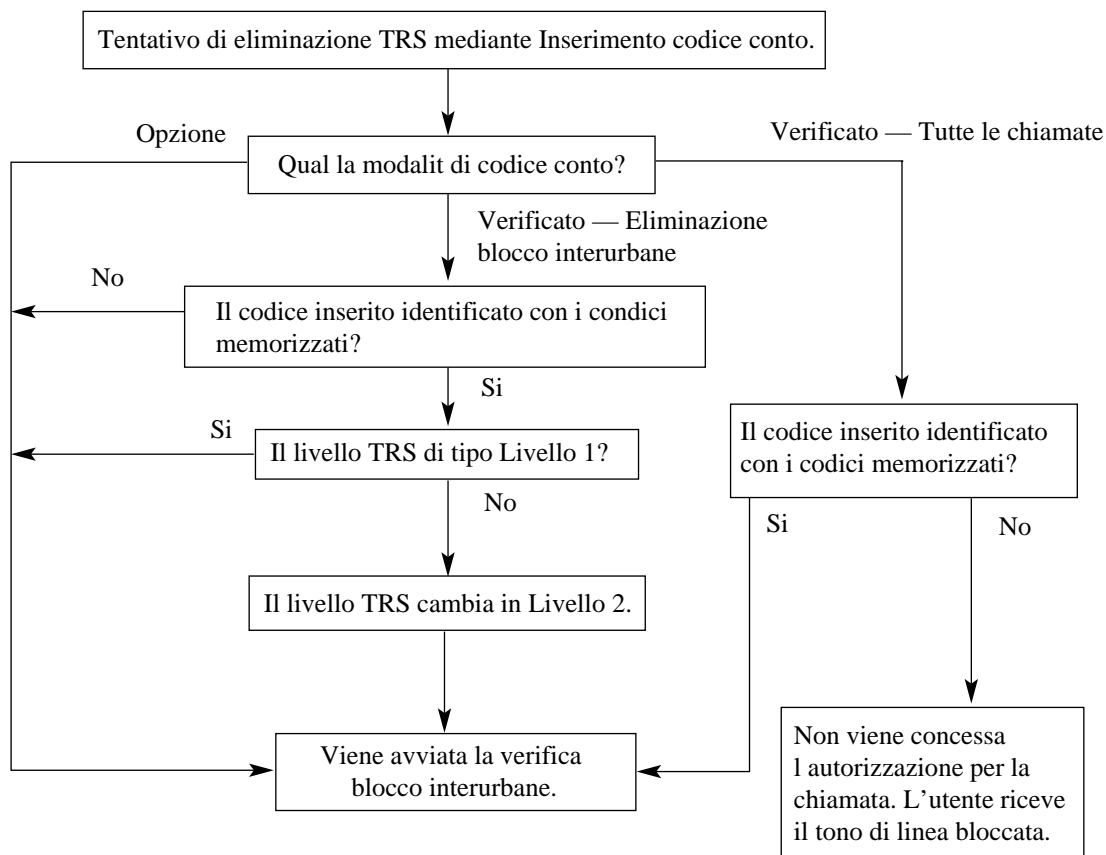 Tentativo di eliminazione TRS mediante Inserimento codice conto.
Opzione
Verificato — Tutte le chiamate
Qual la modalit di codice conto?
Verificato — Eliminazione
blocco interurbane
No
Il codice inserito identificato con i condici
memorizzati?
Si
Si
Il livello TRS di tipo Livello 1?
Il codice inserito identificato
con i codici memorizzati?
No
Si
No
Il livello TRS cambia in Livello 2.
Viene avviata la verifica
blocco interurbane.
Non viene concessa
l autorizzazione per la
chiamata. L'utente riceve
il tono di linea bloccata.